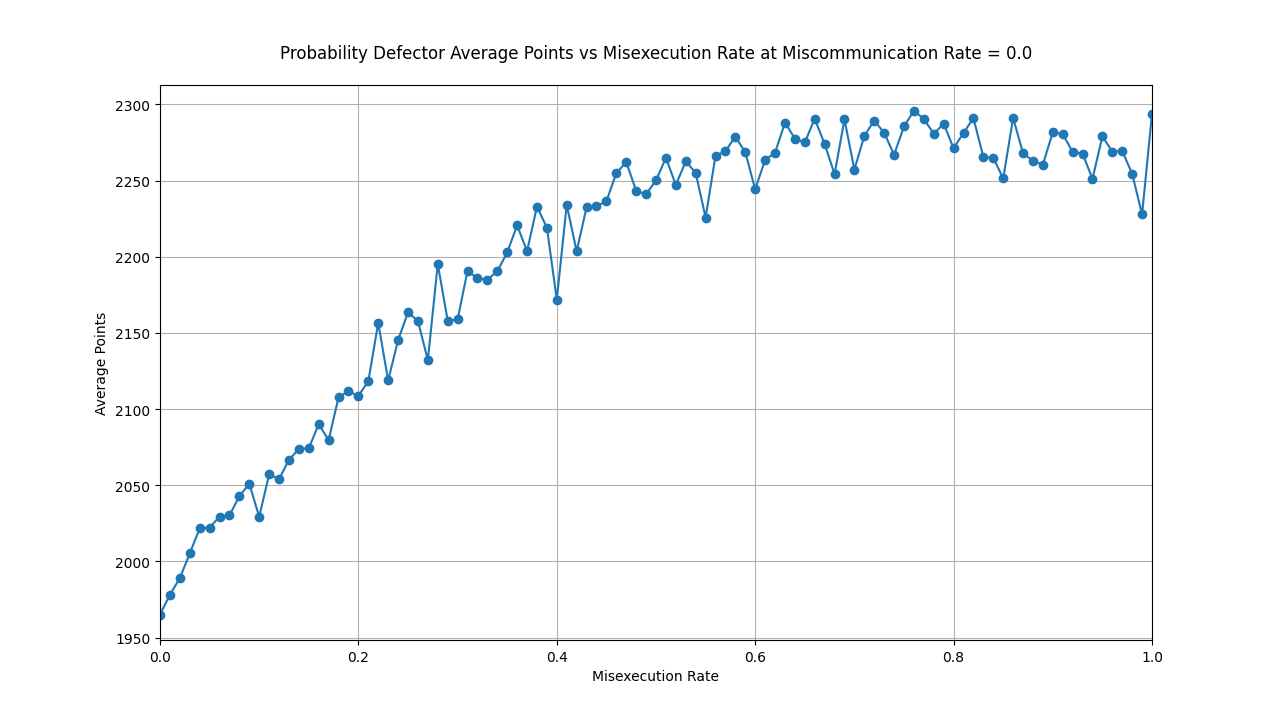 Probability Defector Average Points vs Misexecution Rate at Miscommunication Rate = 0.0
Average Points
2300
2250
2200
2150
2100
2050
2000
1950
0.0 0.2 0.4 0.6 0.8 1.0
Misexecution Rate